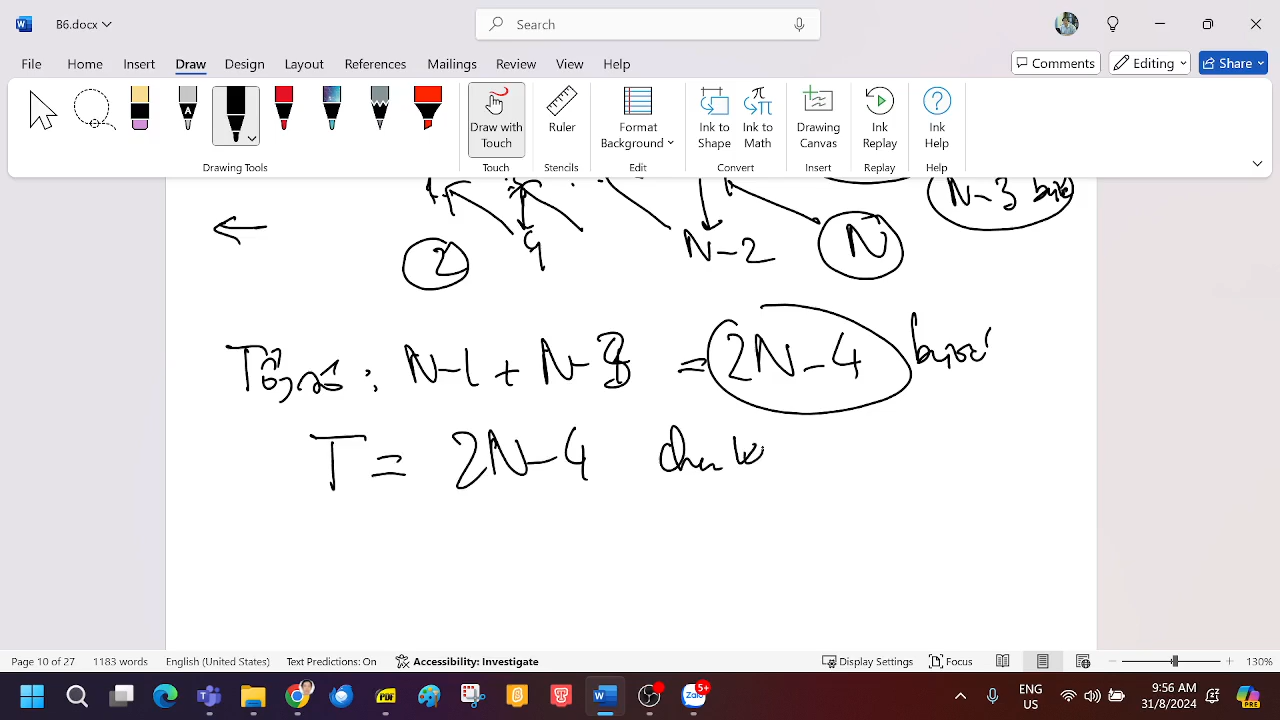 B6.docx
Search
File Home Insert Draw Design Layout References Mailings Review View Help
Comments Editing Share
Draw with Touch
Ruler
Format Background
Ink to Shape
Ink to Math
Drawing Canvas
Ink Replay
Ink Help
Drawing Tools Touch Stencils Edit Convert Insert Replay Help
N-3
2 4 N-2 N
: N-1 + N-3 = 2N-4 bước
T = 2N-4
Page 10 of 27 1183 words English (United States) Text Predictions: On Accessibility: Investigate Display Settings Focus 130%
ENG US
9:56 AM
31/8/2024
PDF
Zalo
5+
PRE